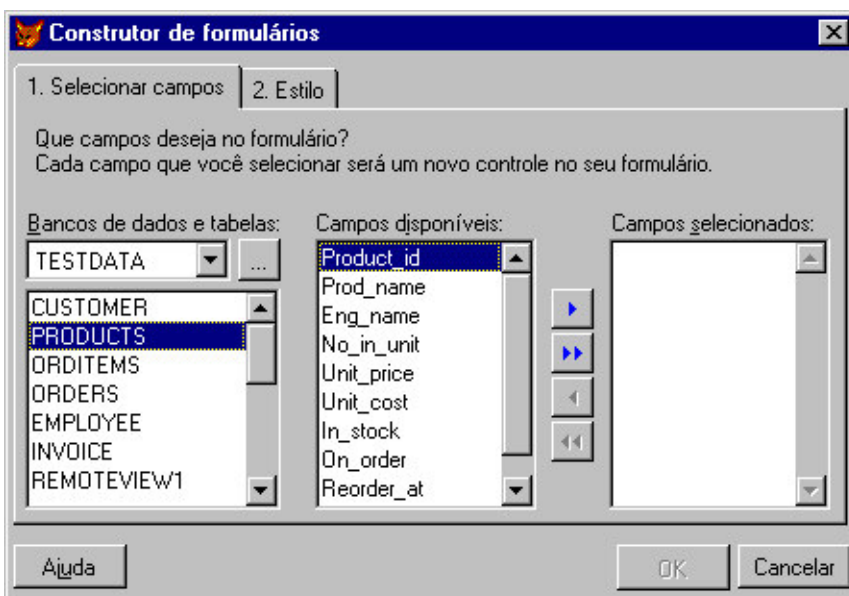 Construtor de formulários
1. Selecionar campos
2. Estilo
Que campos deseja no formulário?
Cada campo que você selecionar será um novo controle no seu formulário.
Bancos de dados e tabelas:
TESTDATA
...
CUSTOMER
PRODUCTS
ORDITEMS
ORDERS
EMPLOYEE
INVOICE
REMOTEVIEW1
Campos disponíveis:
Product_id
Prod_name
Eng_name
No_in_unit
Unit_price
Unit_cost
In_stock
On_order
Reorder_at
Campos selecionados:
Ajuda
OK
Cancelar